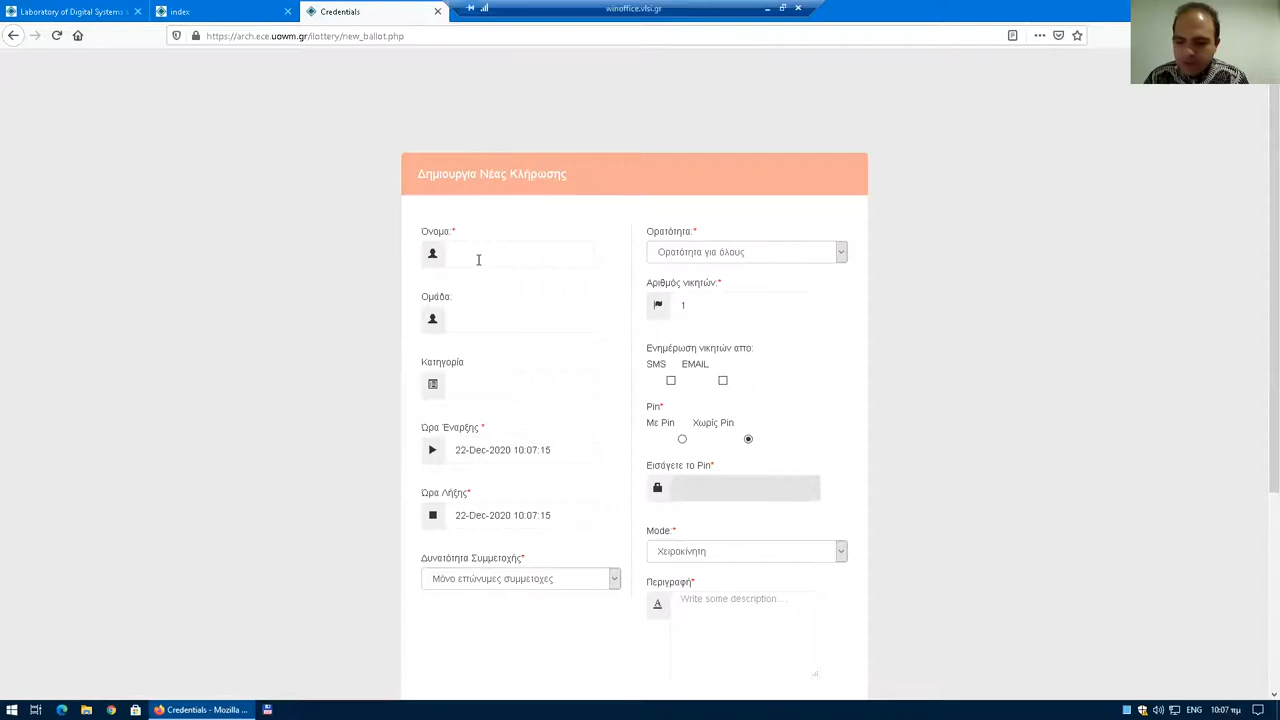 Laboratory of Digital Systems
index
Credentials
winoffice.vlsi.gr
https://arch.ece.uowm.gr/ilottery/new_ballot.php
Δημιουργία Νέας Κλήρωσης
Όνομα:*
Ομάδα:
Κατηγορία
Ώρα Έναρξης *
22-Dec-2020 10:07:15
Ώρα Λήξης*
22-Dec-2020 10:07:15
Δυνατότητα Συμμετοχής*
Μόνο επώνυμες συμμετοχες
Ορατότητα:*
Ορατότητα για όλους
Αριθμός νικητών:*
1
Ενημέρωση νικητών απο:
SMS EMAIL
Pin*
Με Pin Χωρίς Pin
Εισάγετε το Pin*
Mode:*
Χειροκίνητη
Περιγραφή*
Write some description....
Credentials - Mozilla ...
ENG
10:07 πμ